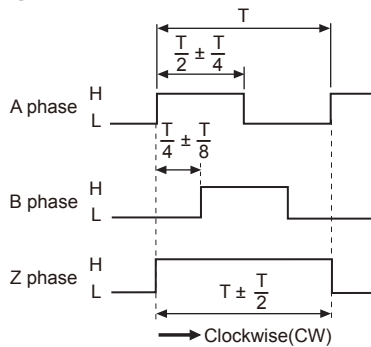 T
T/2 ± T/4
A phase H
L
T/4 ± T/8
B phase H
L
Z phase H
L
T ± T/2
Clockwise(CW)